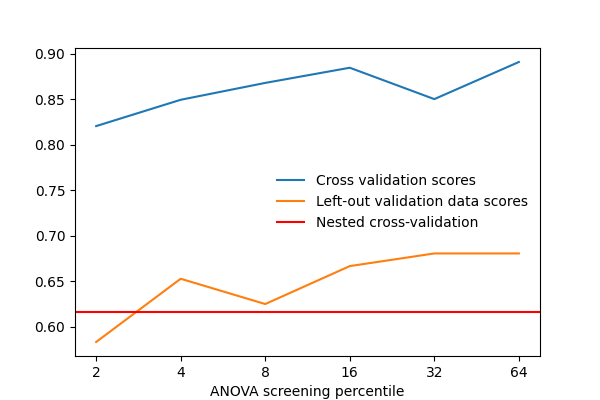 0.90
0.85
0.80
0.75
0.70
0.65
0.60
Cross validation scores
Left-out validation data scores
Nested cross-validation
2 4 8 16 32 64
ANOVA screening percentile